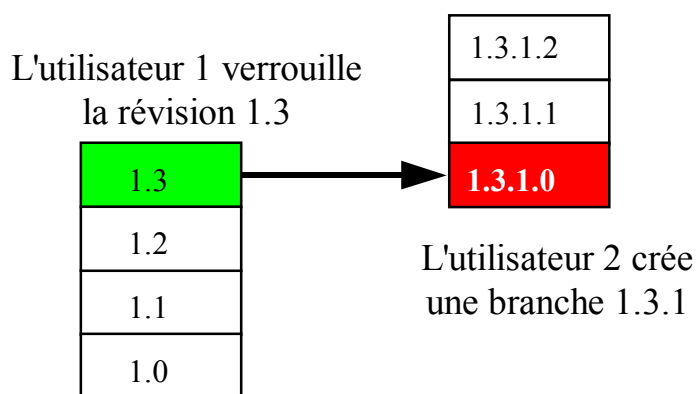 L'utilisateur 1 verrouille
la révision 1.3
1.3
1.2
1.1
1.0
1.3.1.2
1.3.1.1
1.3.1.0
L'utilisateur 2 crée
une branche 1.3.1